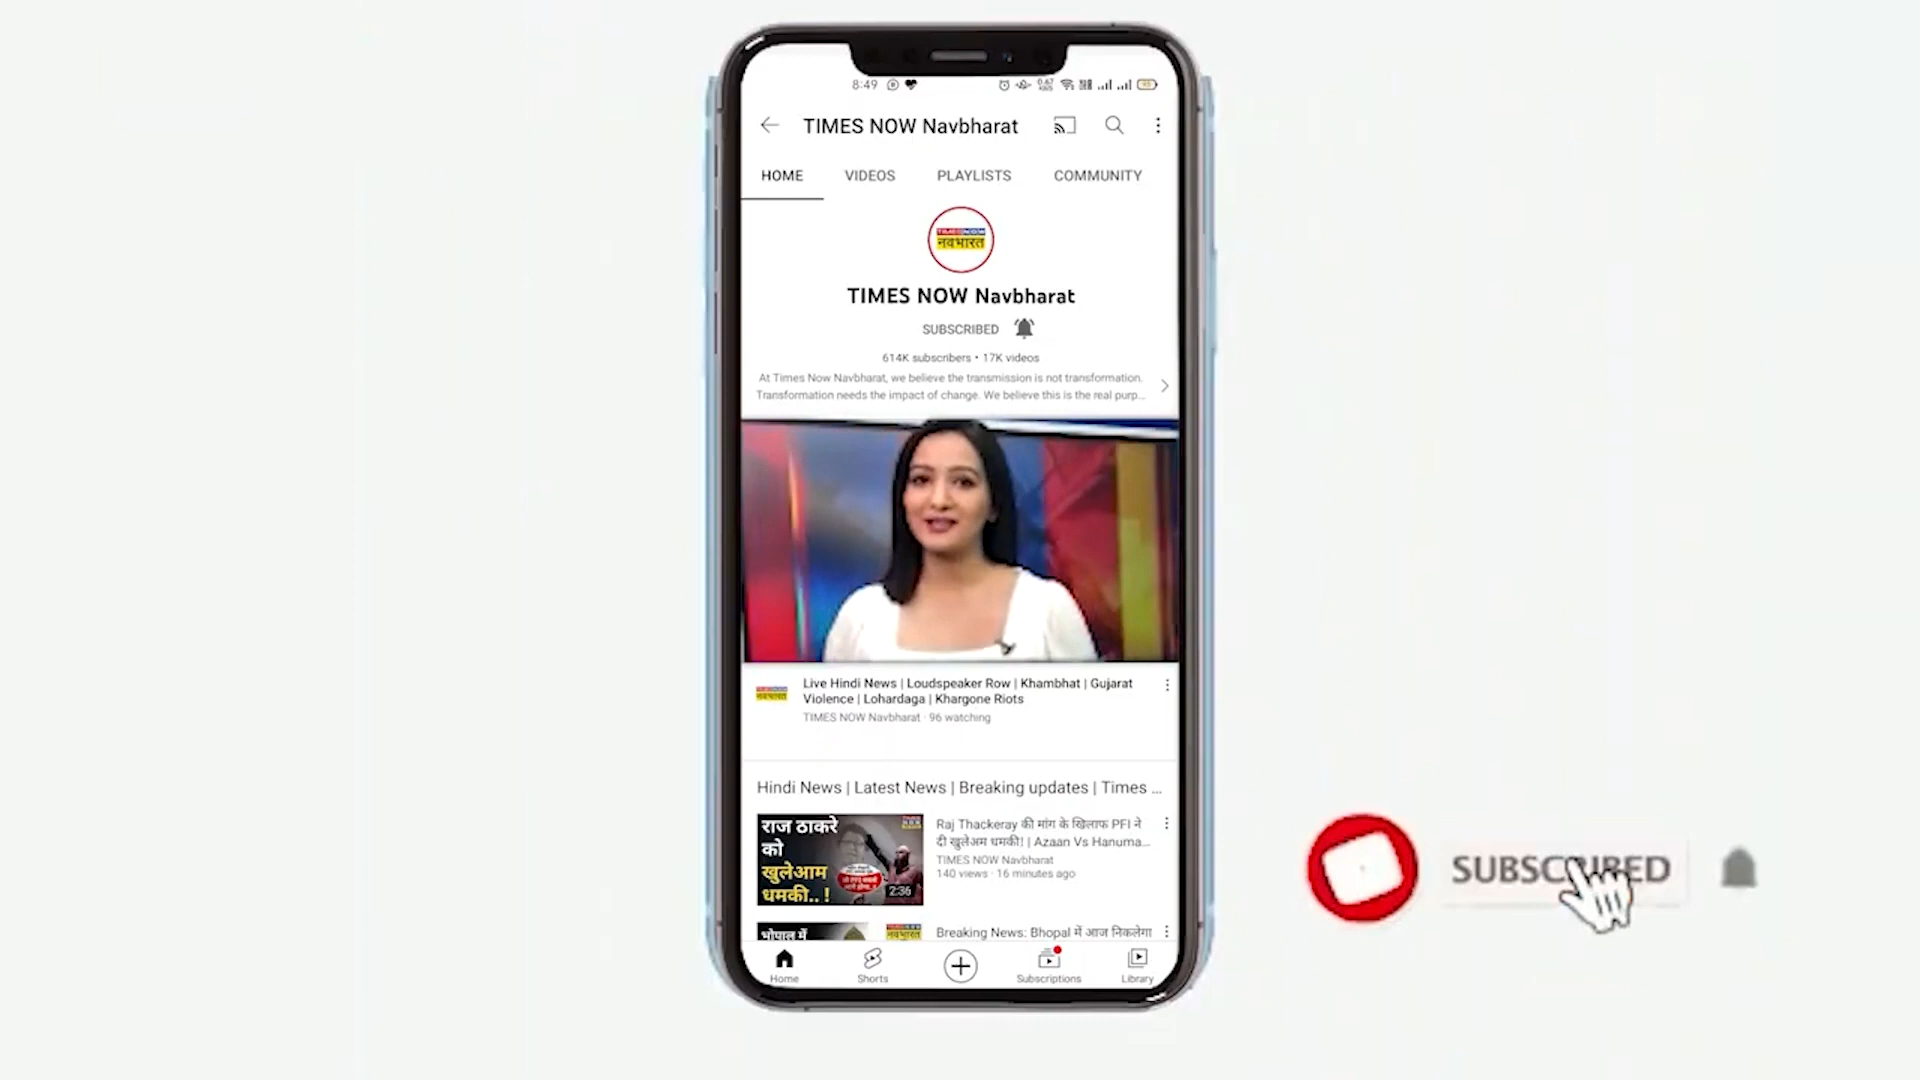 8:49
TIMES NOW Navbharat
HOME VIDEOS PLAYLISTS COMMUNITY
TIMES NOW
नवभारत
TIMES NOW Navbharat
SUBSCRIBED
614K subscribers • 17K videos
At Times Now Navbharat, we believe the transmission is not transformation.
Transformation needs the impact of change. We believe this is the real purp...
Live Hindi News | Loudspeaker Row | Khambhat | Gujarat
Violence | Lohardaga | Khargone Riots
TIMES NOW Navbharat · 96 watching
Hindi News | Latest News | Breaking updates | Times ...
राज ठाकरे
को
खुलेआम
धमकी.. !
2:36
Raj Thackeray की मांग के खिलाफ PFI ने
दी खुलेआम धमकी! | Azaan Vs Hanuma...
TIMES NOW Navbharat
140 views · 16 minutes ago
भोपाल में
नवभारत
Breaking News: Bhopal में आज निकलेगा
Home Shorts Subscriptions Library
SUBSCRIBED